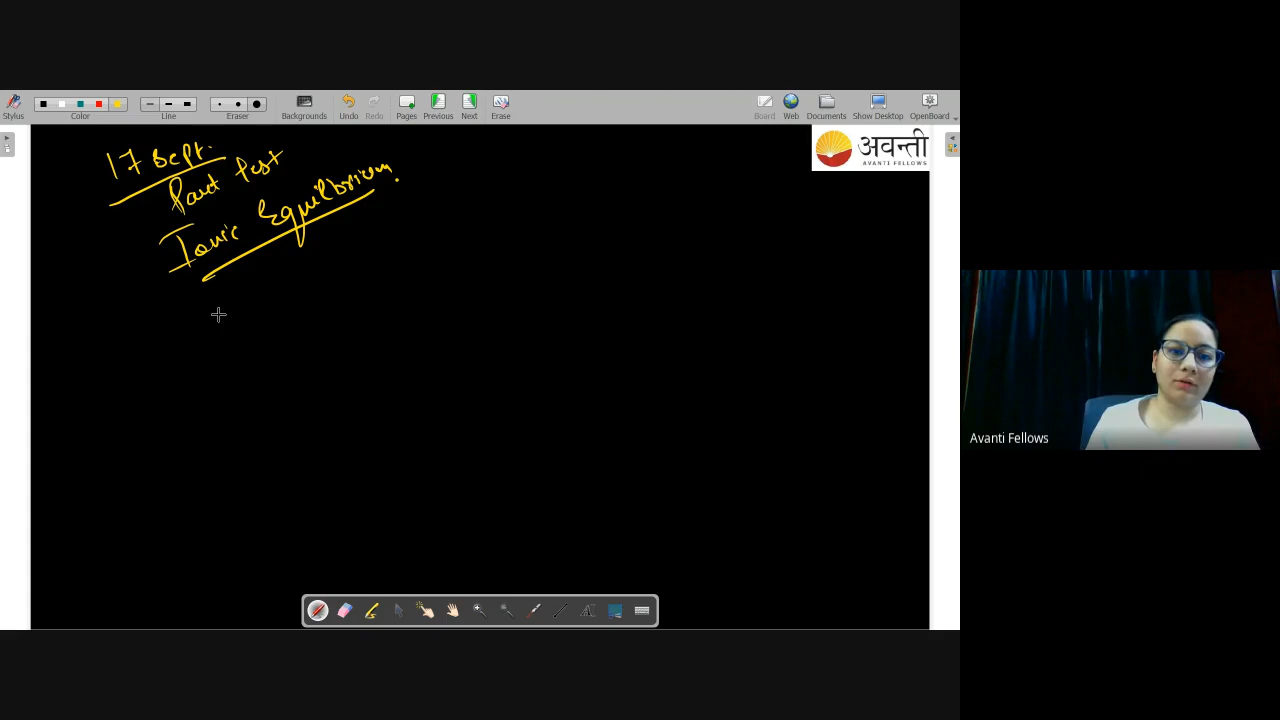 Stylus
Color
Line
Eraser
Backgrounds
Undo
Redo
Pages
Previous
Next
Erase
Board
Web
Documents
Show Desktop
OpenBoard
17 Sept.
Part Test
Ionic Equilbrium.
अवन्ती
AVANTI FELLOWS
Avanti Fellows